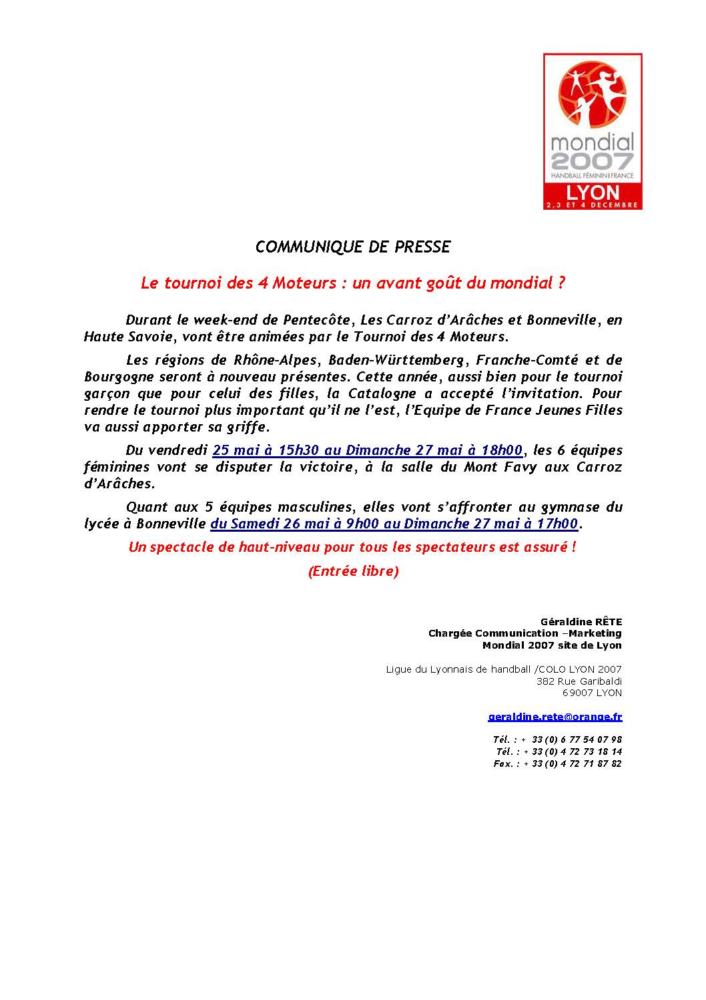 mondial
2007
HANDBALL FÉMININ | FRANCE
LYON
2, 3 ET 4 DECEMBRE
COMMUNIQUE DE PRESSE
Le tournoi des 4 Moteurs : un avant goût du mondial ?
Durant le week-end de Pentecôte, Les Carroz d’Arâches et Bonneville, en
Haute Savoie, vont être animées par le Tournoi des 4 Moteurs.
Les régions de Rhône-Alpes, Baden-Württemberg, Franche-Comté et de
Bourgogne seront à nouveau présentes. Cette année, aussi bien pour le tournoi
garçon que pour celui des filles, la Catalogne a accepté l’invitation. Pour
rendre le tournoi plus important qu’il ne l’est, l’Equipe de France Jeunes Filles
va aussi apporter sa griffe.
Du vendredi 25 mai à 15h30 au Dimanche 27 mai à 18h00, les 6 équipes
féminines vont se disputer la victoire, à la salle du Mont Favy aux Carroz
d’Arâches.
Quant aux 5 équipes masculines, elles vont s’affronter au gymnase du
lycée à Bonneville du Samedi 26 mai à 9h00 au Dimanche 27 mai à 17h00.
Un spectacle de haut-niveau pour tous les spectateurs est assuré !
(Entrée libre)
Géraldine RÊTE
Chargée Communication –Marketing
Mondial 2007 site de Lyon
Ligue du Lyonnais de handball /COLO LYON 2007
382 Rue Garibaldi
69007 LYON
geraldine.rete@orange.fr
Tél. : + 33 (0) 6 77 54 07 98
Tél. : + 33 (0) 4 72 73 18 14
Fax. : + 33 (0) 4 72 71 87 82